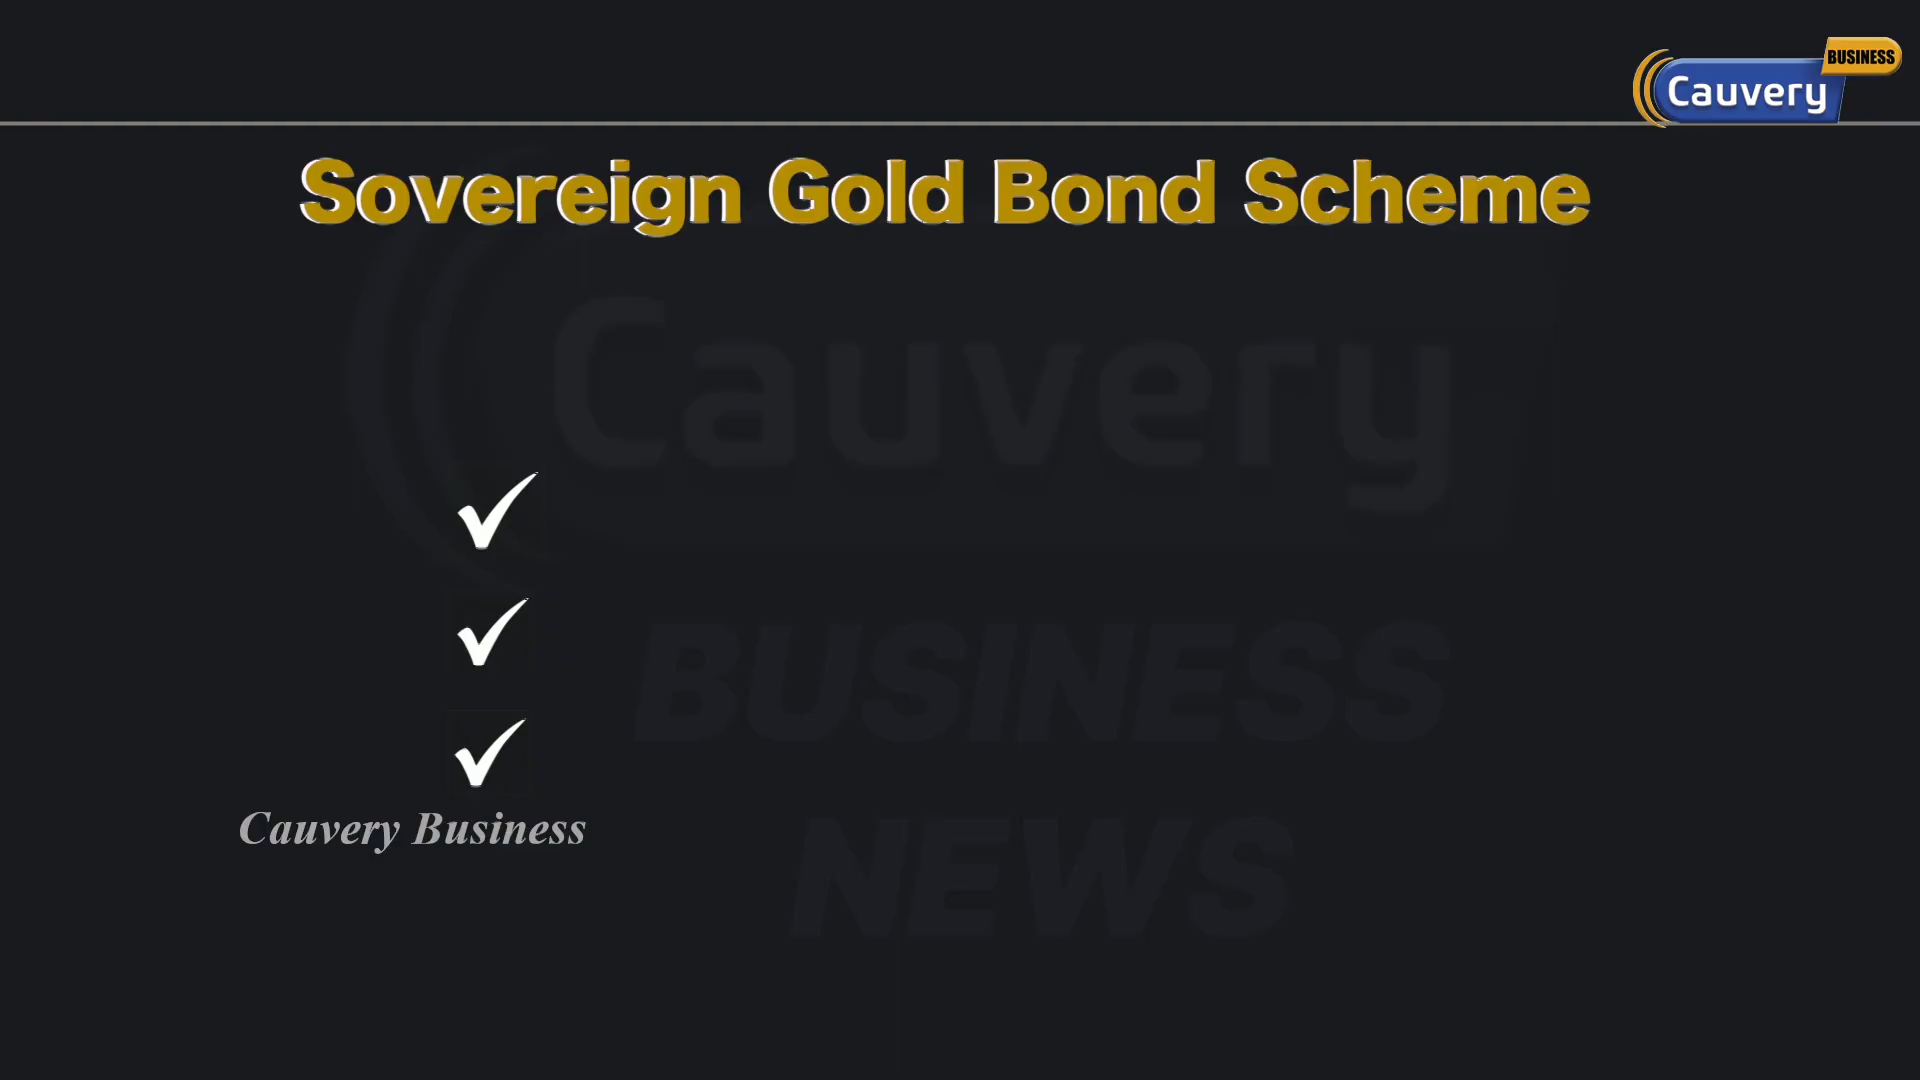 BUSINESS
Cauvery
Sovereign Gold Bond Scheme
Cauvery
BUSINESS
NEWS
Cauvery Business